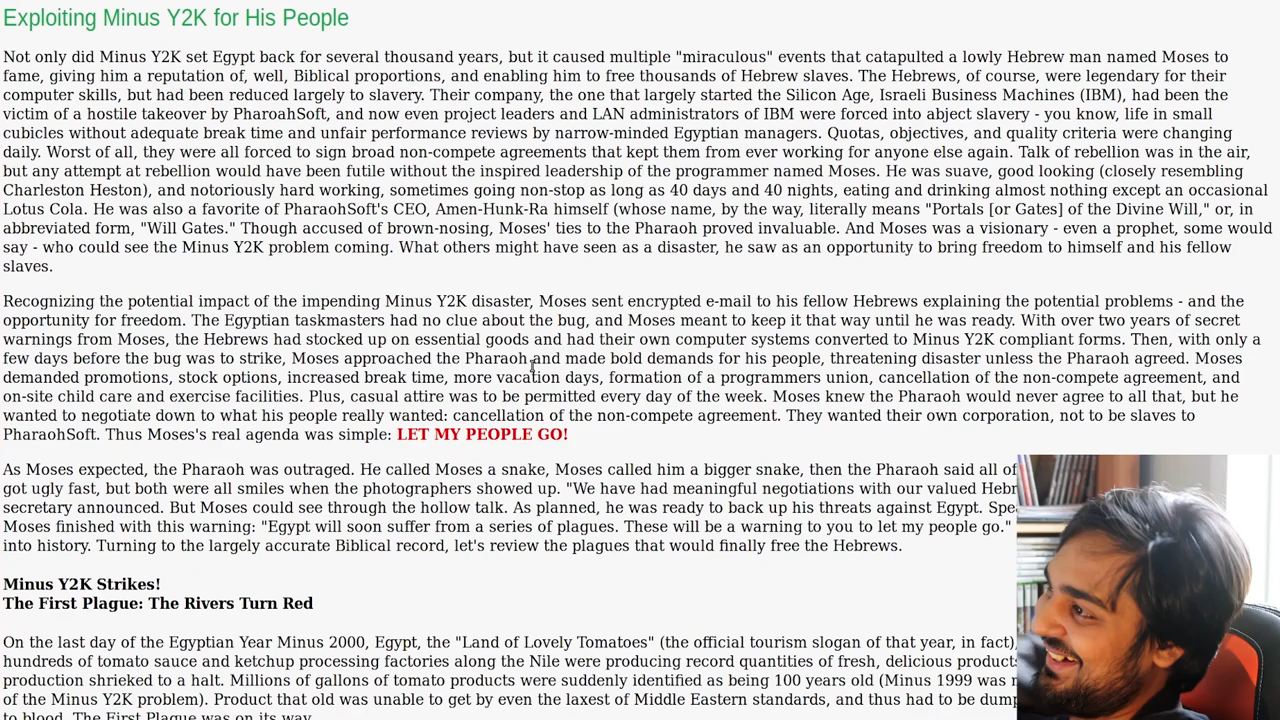 Exploiting Minus Y2K for His People
Not only did Minus Y2K set Egypt back for several thousand years, but it caused multiple "miraculous" events that catapulted a lowly Hebrew man named Moses to
fame, giving him a reputation of, well, Biblical proportions, and enabling him to free thousands of Hebrew slaves. The Hebrews, of course, were legendary for their
computer skills, but had been reduced largely to slavery. Their company, the one that largely started the Silicon Age, Israeli Business Machines (IBM), had been the
victim of a hostile takeover by PharoahSoft, and now even project leaders and LAN administrators of IBM were forced into abject slavery - you know, life in small
cubicles without adequate break time and unfair performance reviews by narrow-minded Egyptian managers. Quotas, objectives, and quality criteria were changing
daily. Worst of all, they were all forced to sign broad non-compete agreements that kept them from ever working for anyone else again. Talk of rebellion was in the air,
but any attempt at rebellion would have been futile without the inspired leadership of the programmer named Moses. He was suave, good looking (closely resembling
Charleston Heston), and notoriously hard working, sometimes going non-stop as long as 40 days and 40 nights, eating and drinking almost nothing except an occasional
Lotus Cola. He was also a favorite of PharaohSoft's CEO, Amen-Hunk-Ra himself (whose name, by the way, literally means "Portals [or Gates] of the Divine Will," or, in
abbreviated form, "Will Gates." Though accused of brown-nosing, Moses' ties to the Pharaoh proved invaluable. And Moses was a visionary - even a prophet, some would
say - who could see the Minus Y2K problem coming. What others might have seen as a disaster, he saw as an opportunity to bring freedom to himself and his fellow
slaves.
Recognizing the potential impact of the impending Minus Y2K disaster, Moses sent encrypted e-mail to his fellow Hebrews explaining the potential problems - and the
opportunity for freedom. The Egyptian taskmasters had no clue about the bug, and Moses meant to keep it that way until he was ready. With over two years of secret
warnings from Moses, the Hebrews had stocked up on essential goods and had their own computer systems converted to Minus Y2K compliant forms. Then, with only a
few days before the bug was to strike, Moses approached the Pharaoh and made bold demands for his people, threatening disaster unless the Pharaoh agreed. Moses
demanded promotions, stock options, increased break time, more vacation days, formation of a programmers union, cancellation of the non-compete agreement, and
on-site child care and exercise facilities. Plus, casual attire was to be permitted every day of the week. Moses knew the Pharaoh would never agree to all that, but he
wanted to negotiate down to what his people really wanted: cancellation of the non-compete agreement. They wanted their own corporation, not to be slaves to
PharaohSoft. Thus Moses's real agenda was simple: LET MY PEOPLE GO!
As Moses expected, the Pharaoh was outraged. He called Moses a snake, Moses called him a bigger snake, then the Pharaoh said all of
got ugly fast, but both were all smiles when the photographers showed up. "We have had meaningful negotiations with our valued Hebr
secretary announced. But Moses could see through the hollow talk. As planned, he was ready to back up his threats against Egypt. Spe
Moses finished with this warning: "Egypt will soon suffer from a series of plagues. These will be a warning to you to let my people go."
into history. Turning to the largely accurate Biblical record, let's review the plagues that would finally free the Hebrews.
Minus Y2K Strikes!
The First Plague: The Rivers Turn Red
On the last day of the Egyptian Year Minus 2000, Egypt, the "Land of Lovely Tomatoes" (the official tourism slogan of that year, in fact)
hundreds of tomato sauce and ketchup processing factories along the Nile were producing record quantities of fresh, delicious product
production shrieked to a halt. Millions of gallons of tomato products were suddenly identified as being 100 years old (Minus 1999 was
of the Minus Y2K problem). Product that old was unable to get by even the laxest of Middle Eastern standards, and thus had to be dump
to blood. The First Plague was on its way.